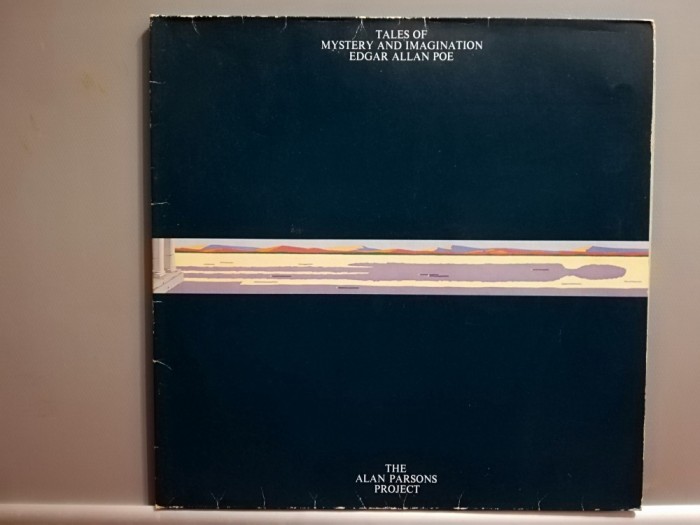 TALES OF
MYSTERY AND IMAGINATION
EDGAR ALLAN POE
THE
ALAN PARSONS
PROJECT